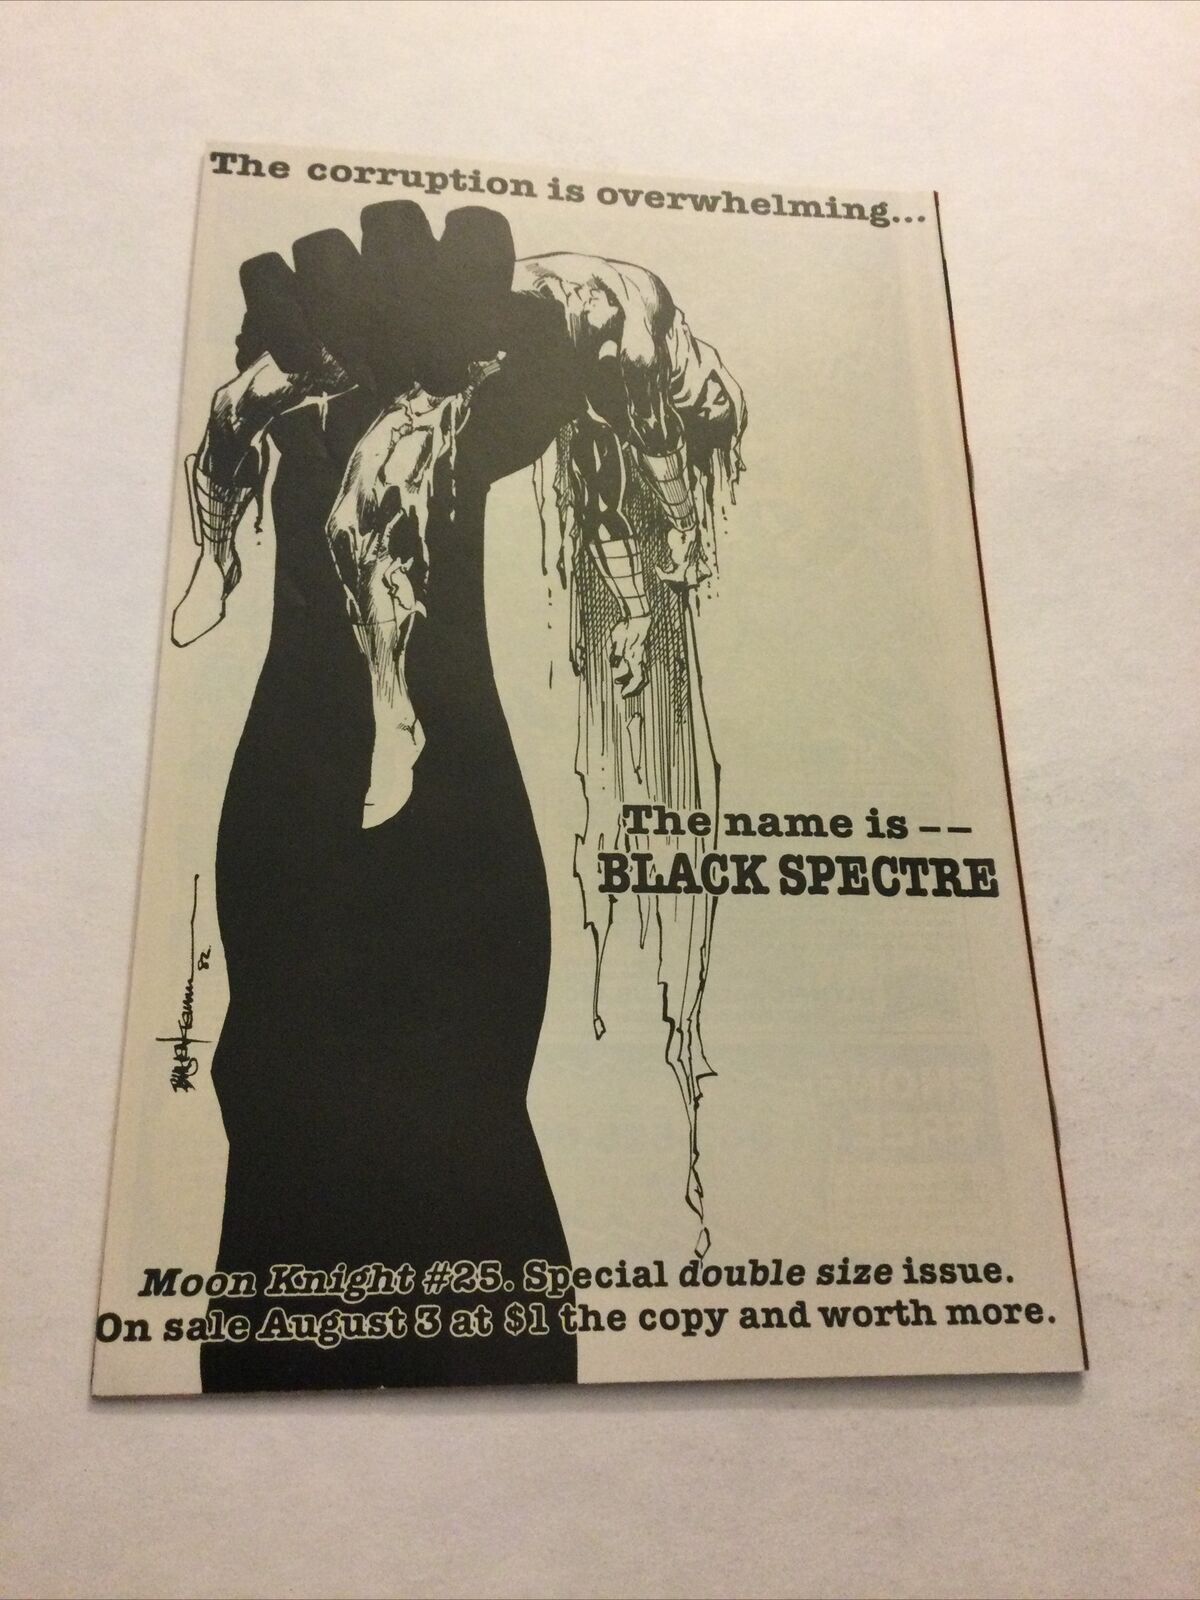 The corruption is overwhelming...
The name is --
BLACK SPECTRE
82
Moon Knight #25. Special double size issue.
On sale August 3 at $1 the copy and worth more.